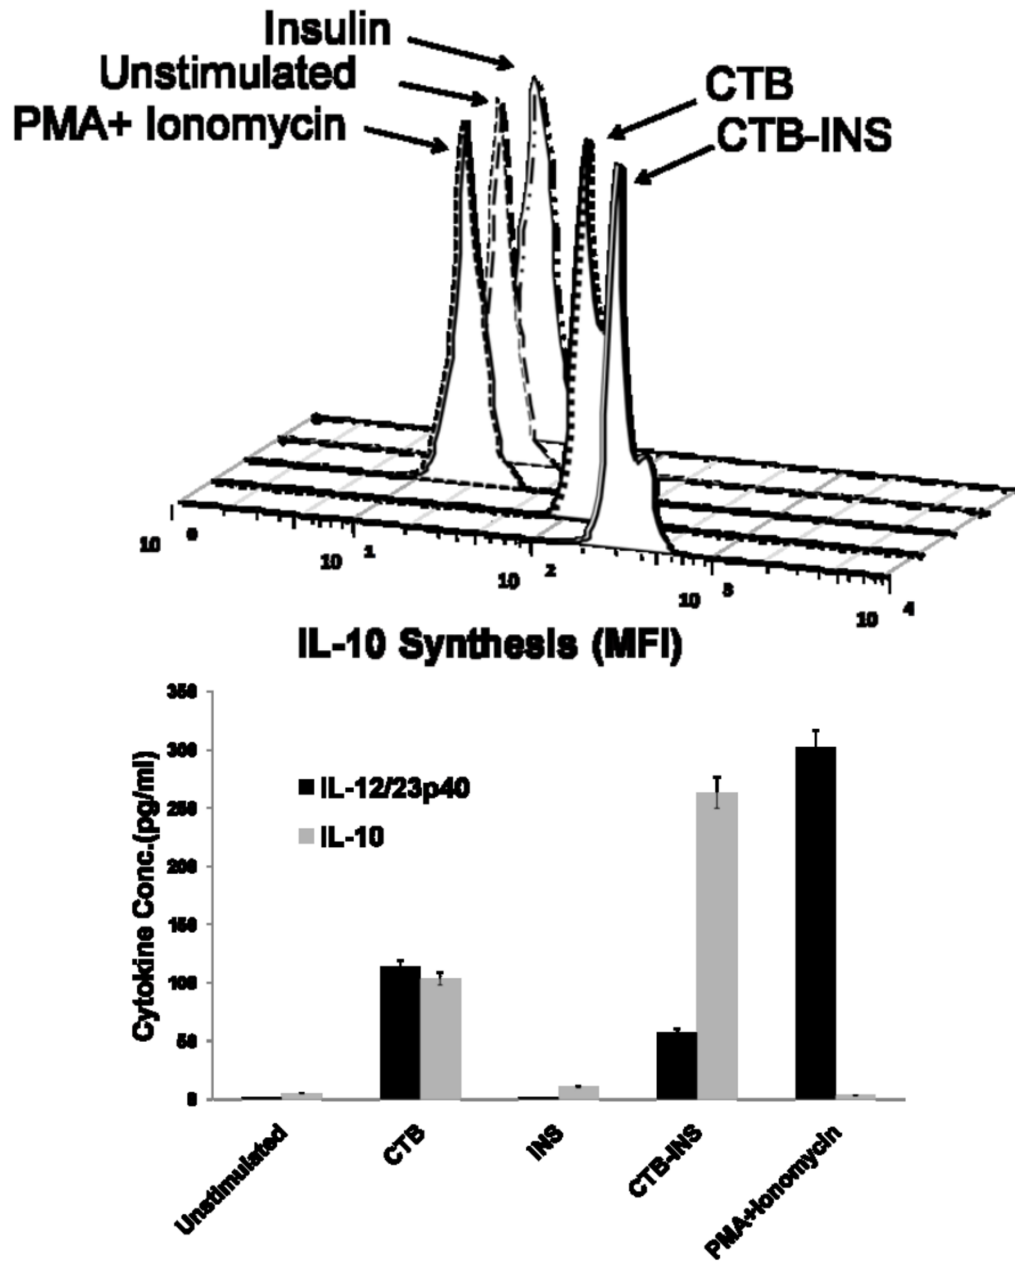 Insulin
Unstimulated
PMA+ Ionomycin
CTB
CTB-INS
10 0
10 1
10 2
10 3
10 4
IL-10 Synthesis (MFI)
Cytokine Conc.(pg/ml)
350
300
250
200
150
100
50
0
IL-12/23p40
IL-10
Unstimulated
CTB
INS
CTB-INS
PMA+Ionomycin